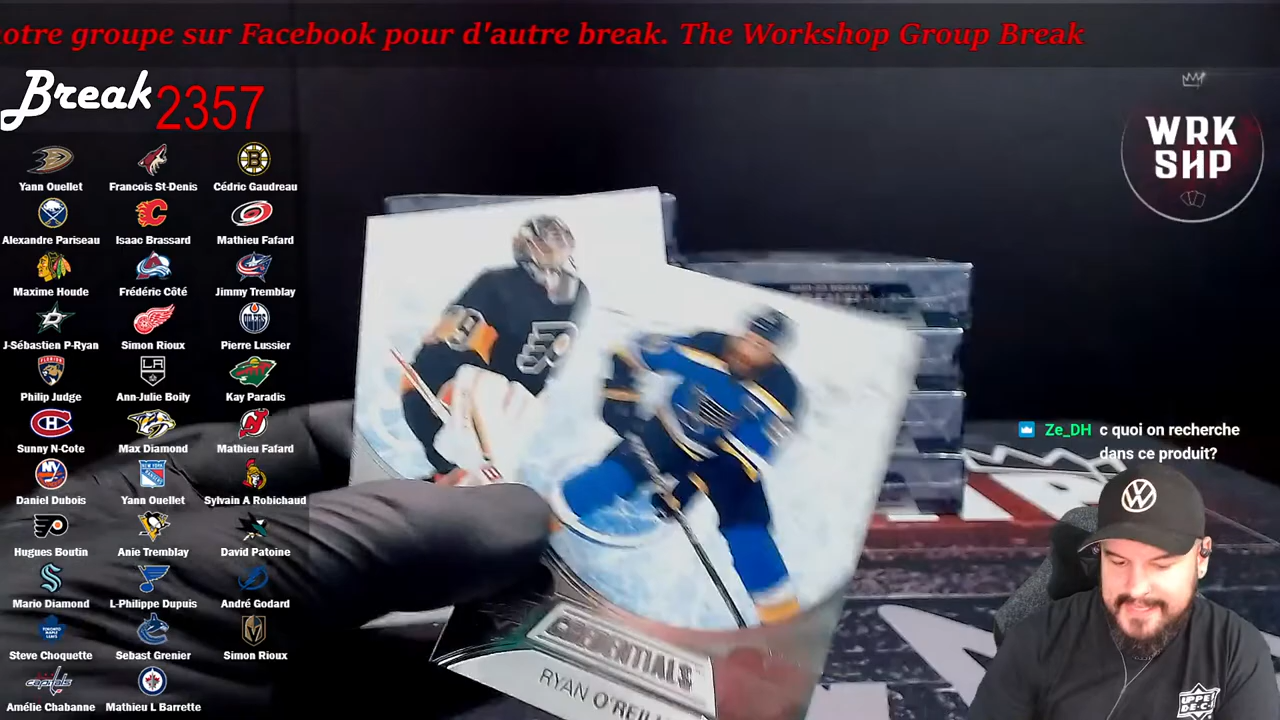 otre groupe sur Facebook pour d'autre break. The Workshop Group Break
Break 2357
WRK
SHP
Yann Ouellet
Francois St-Denis
Cédric Gaudreau
Alexandre Pariseau
Isaac Brassard
Mathieu Fafard
Maxime Houde
Frédéric Côté
Jimmy Tremblay
J-Sébastien P-Ryan
Simon Rioux
Pierre Lussier
Philip Judge
Ann-Julie Boily
Kay Paradis
Sunny N-Cote
Max Diamond
Mathieu Fafard
Daniel Dubois
Yann Ouellet
Sylvain A Robichaud
Hugues Boutin
Anie Tremblay
David Patoine
Mario Diamond
L-Philippe Dupuis
André Godard
Steve Choquette
Sebast Grenier
Simon Rioux
Amélie Chabanne
Mathieu L Barrette
Ze_DH c quoi on recherche
dans ce produit?
CREDENTIALS
RYAN O'REIL